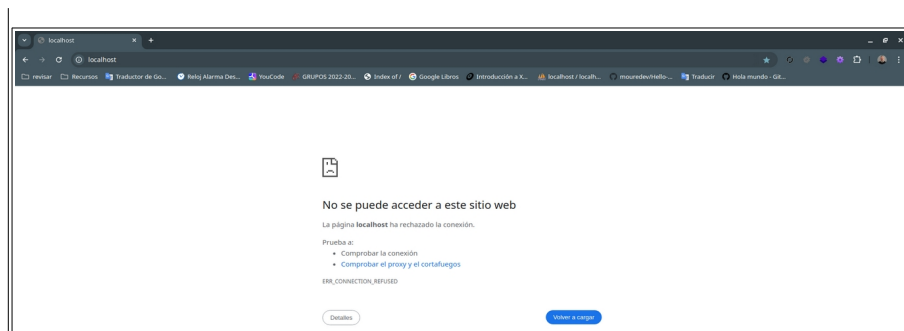 localhost
localhost
revisar Recursos Traductor de Go... Reloj Alarma Des... YouCode GRUPOS 2022-20... Index of / Google Libros Introducción a X... localhost / localh... mouredev/Hello-... Traducir Hola mundo - Git...
No se puede acceder a este sitio web
La página localhost ha rechazado la conexión.
Prueba a:
Comprobar la conexión
Comprobar el proxy y el cortafuegos
ERR_CONNECTION_REFUSED
Detalles Volver a cargar